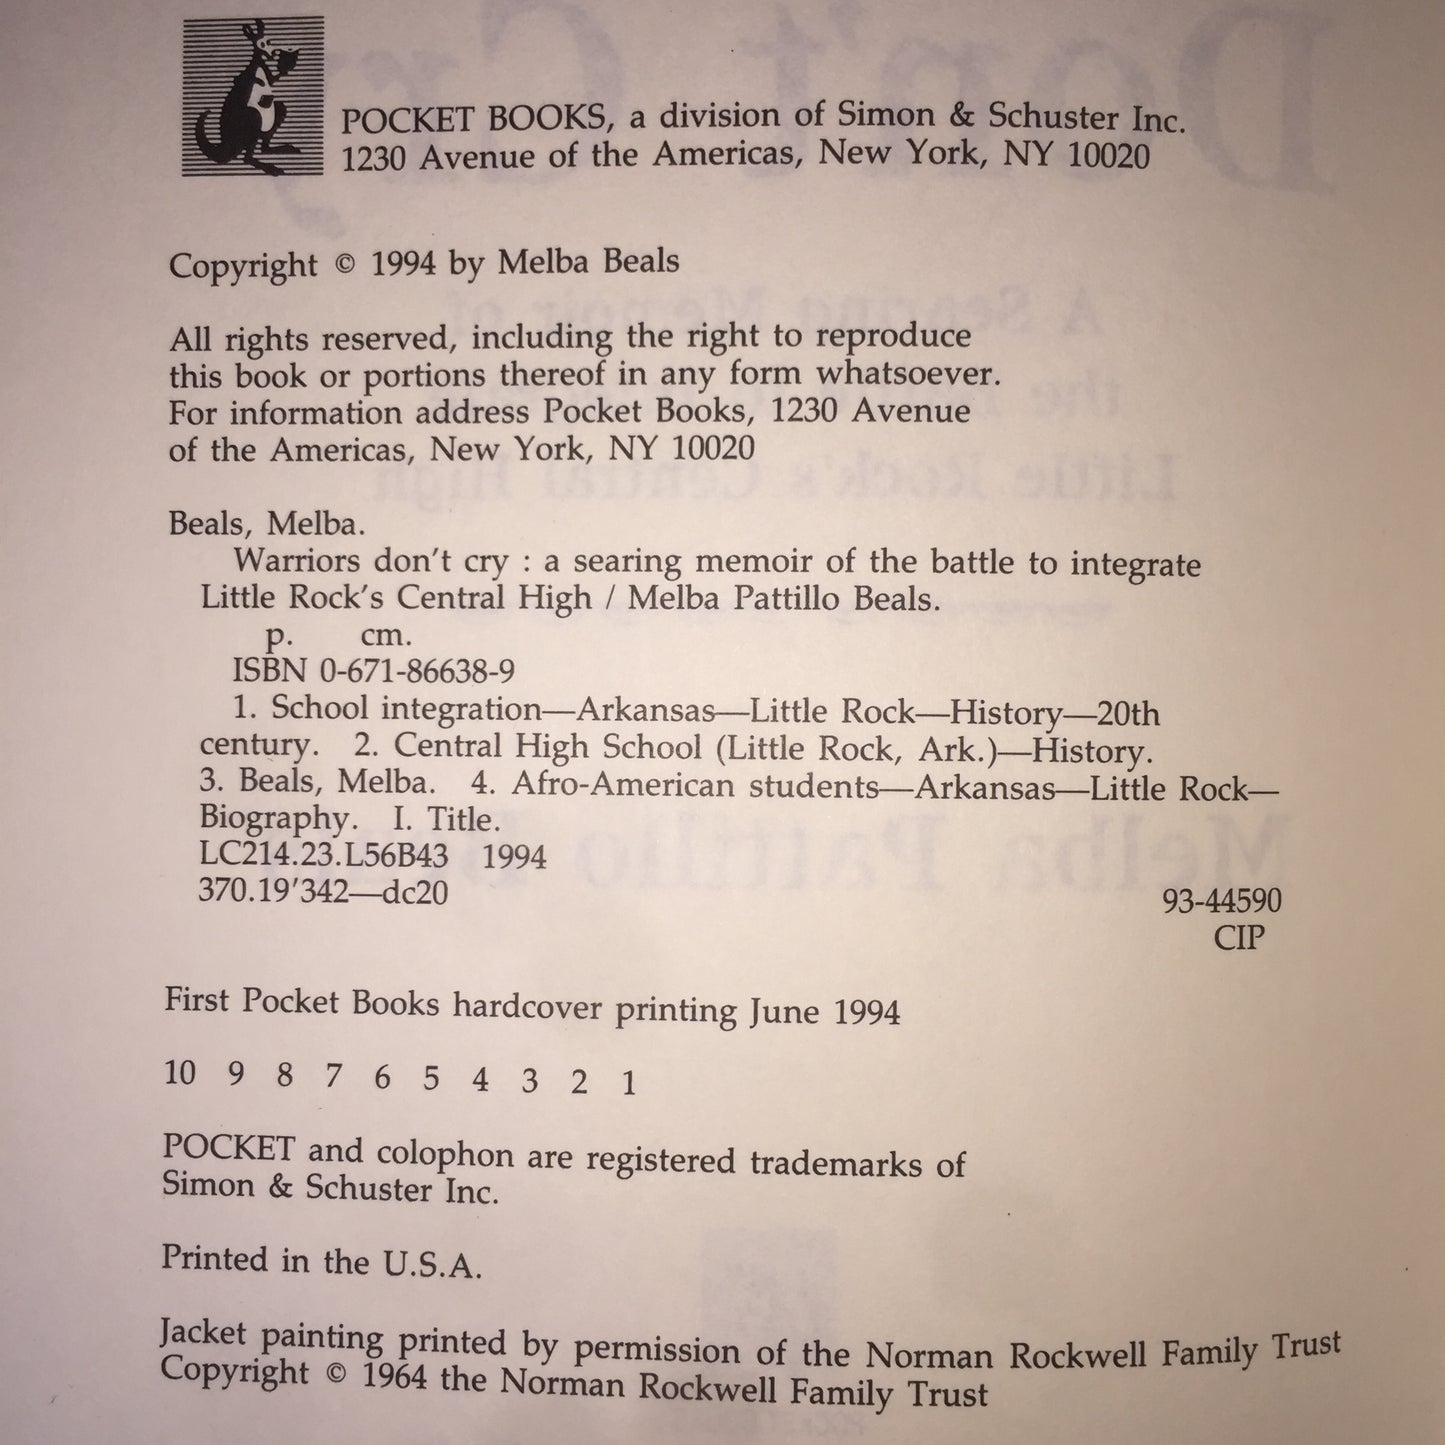 POCKET BOOKS, a division of Simon & Schuster Inc.
1230 Avenue of the Americas, New York, NY 10020
Copyright © 1994 by Melba Beals
All rights reserved, including the right to reproduce
this book or portions thereof in any form whatsoever.
For information address Pocket Books, 1230 Avenue
of the Americas, New York, NY 10020
Beals, Melba.
Warriors don't cry : a searing memoir of the battle to integrate
Little Rock's Central High / Melba Pattillo Beals.
p. cm.
ISBN 0-671-86638-9
1. School integration—Arkansas—Little Rock—History—20th
century. 2. Central High School (Little Rock, Ark.)—History.
3. Beals, Melba. 4. Afro-American students—Arkansas—Little Rock—
Biography. I. Title.
LC214.23.L56B43 1994
370.19'342—dc20
93-44590
CIP
First Pocket Books hardcover printing June 1994
10 9 8 7 6 5 4 3 2 1
POCKET and colophon are registered trademarks of
Simon & Schuster Inc.
Printed in the U.S.A.
Jacket painting printed by permission of the Norman Rockwell Family Trust
Copyright © 1964 the Norman Rockwell Family Trust